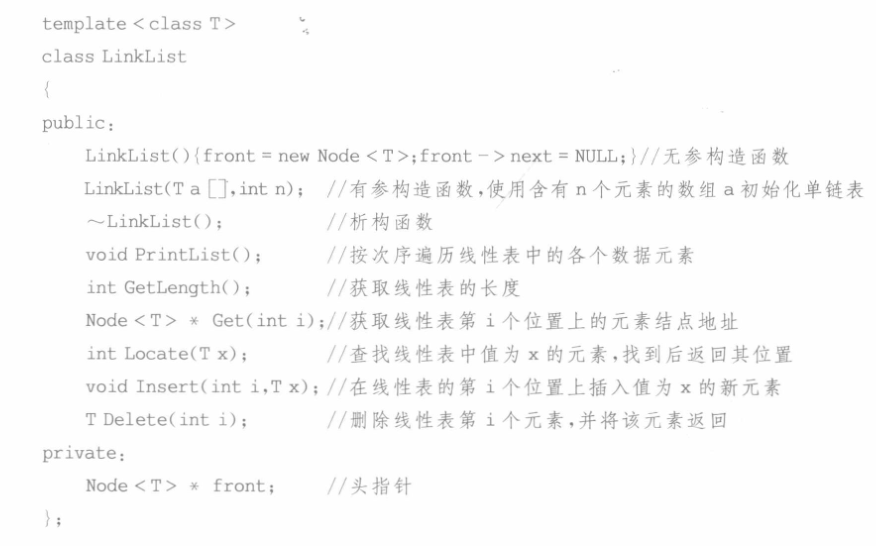 template <class T>
class LinkList
{
public:
LinkList(){front = new Node <T>;front -> next = NULL;}//无参构造函数
LinkList(T a [],int n); //有参构造函数,使用含有 n 个元素的数组 a 初始化单链表
~LinkList(); //析构函数
void PrintList(); //按次序遍历线性表中的各个数据元素
int GetLength(); //获取线性表的长度
Node <T> * Get(int i);//获取线性表第 i 个位置上的元素结点地址
int Locate(T x); //查找线性表中值为 x 的元素,找到后返回其位置
void Insert(int i,T x); //在线性表的第 i 个位置上插入值为 x 的新元素
T Delete(int i); //删除线性表第 i 个元素,并将该元素返回
private:
Node <T> * front; //头指针
};